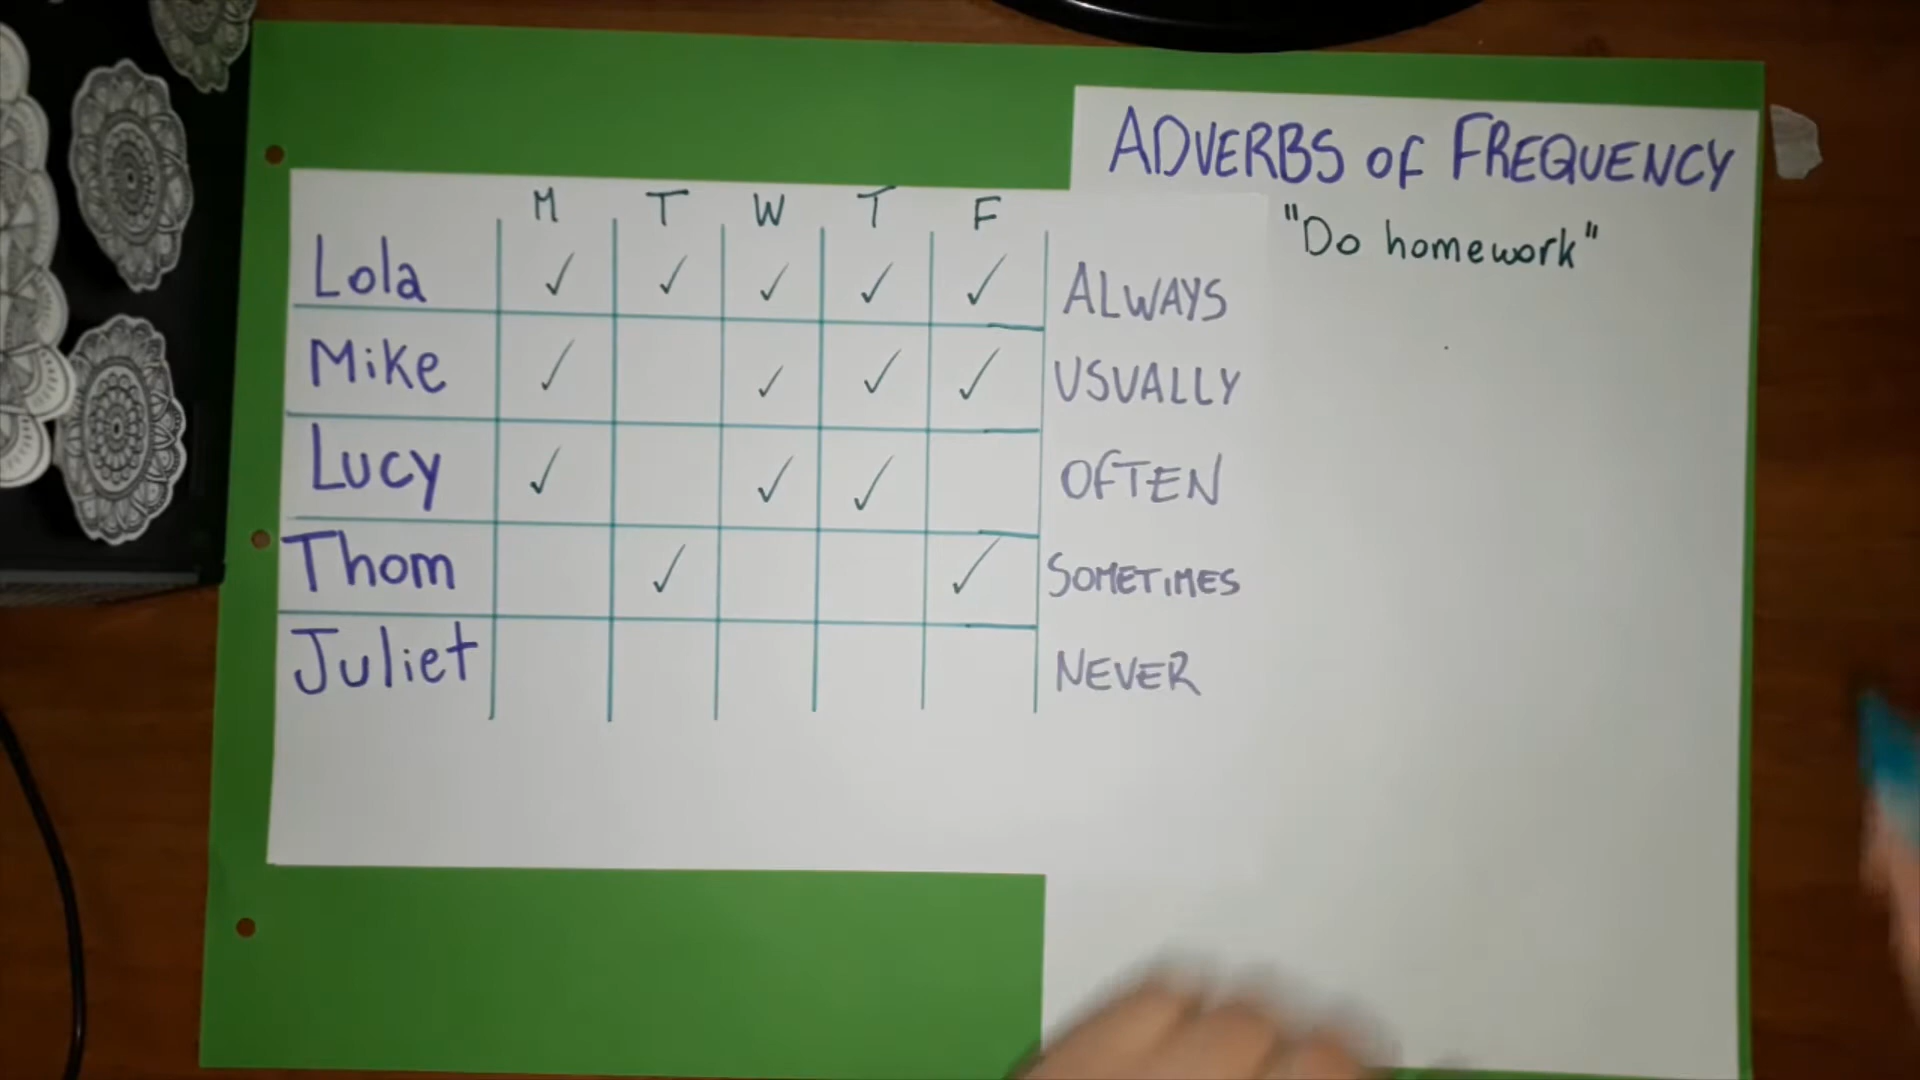 ADVERBS of FREQUENCY
"Do homework"
M T W T F
Lola ✓ ✓ ✓ ✓ ✓ ALWAYS
Mike ✓ ✓ ✓ ✓ USUALLY
Lucy ✓ ✓ ✓ OFTEN
Thom ✓ ✓ SOMETIMES
Juliet NEVER